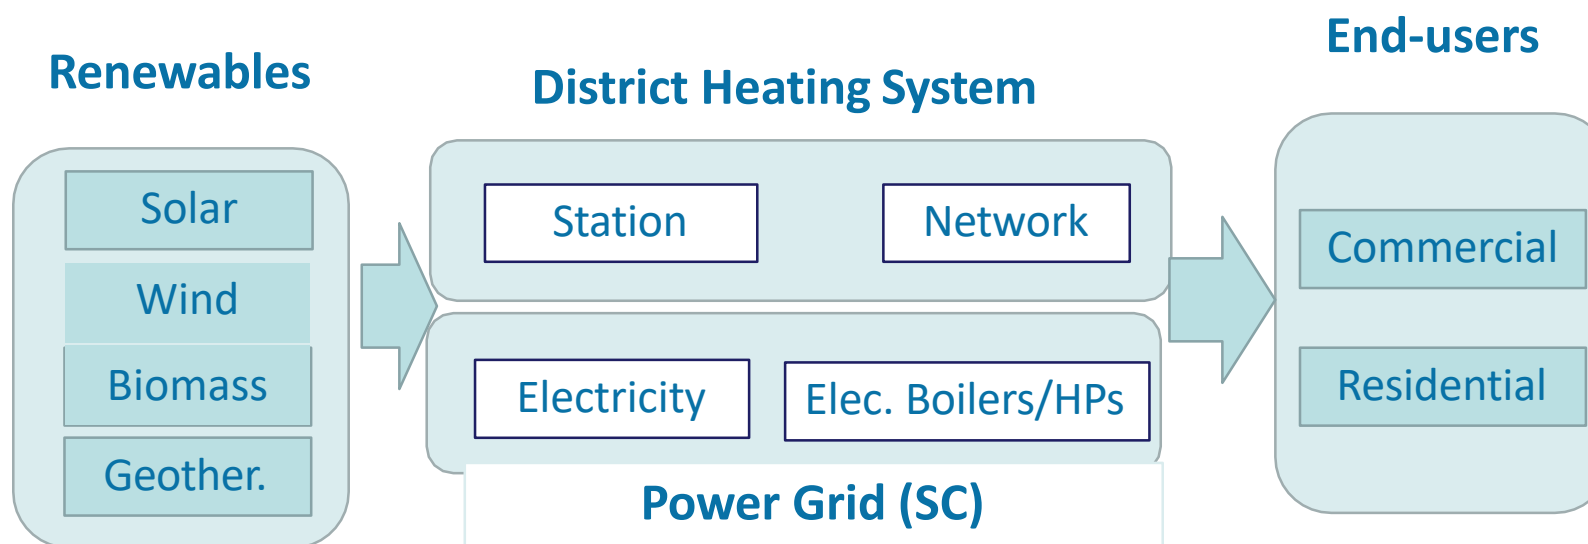 Renewables
Solar
Wind
Biomass
Geother.
District Heating System
Station
Network
Electricity
Elec. Boilers/HPs
Power Grid (SC)
End-users
Commercial
Residential